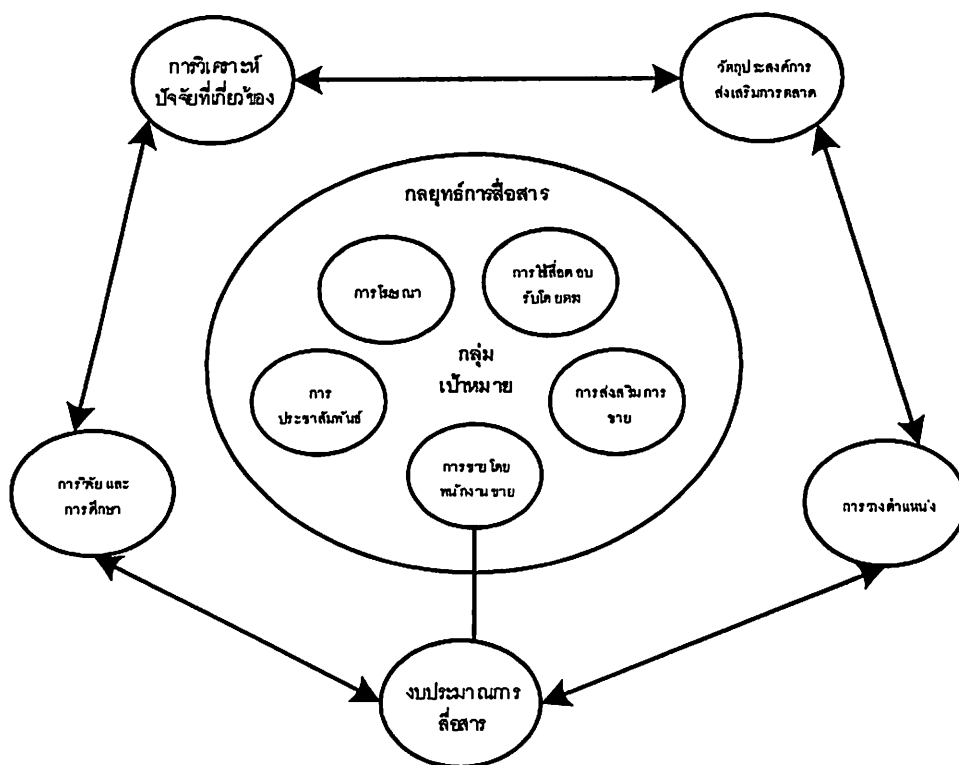 การวิเคราะห์
ปัจจัยที่เกี่ยวข้อง
วัตถุประสงค์การ
ส่งเสริมการตลาด
กลยุทธ์การสื่อสาร
การโฆษณา
การใช้สื่อตอบ
รับโดยตรง
กลุ่ม
เป้าหมาย
การ
ประชาสัมพันธ์
การส่งเสริมการ
ขาย
การขายโดย
พนักงานขาย
การวิจัยและ
การศึกษา
การวางตำแหน่ง
งบประมาณการ
สื่อสาร